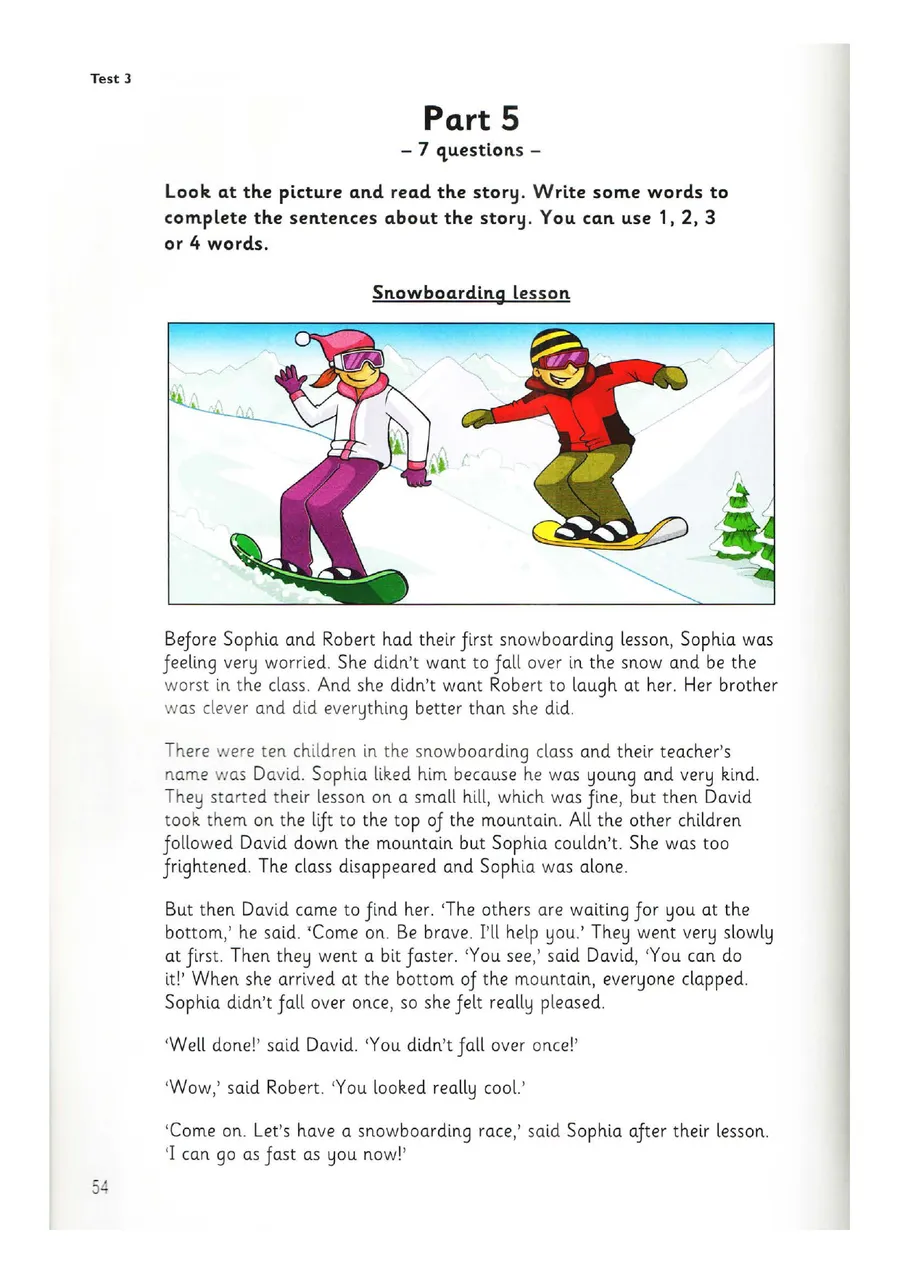 Test 3
Part 5
– 7 questions –
Look at the picture and read the story. Write some words to
complete the sentences about the story. You can use 1, 2, 3
or 4 words.
Snowboarding lesson
Before Sophia and Robert had their first snowboarding lesson, Sophia was
feeling very worried. She didn’t want to fall over in the snow and be the
worst in the class. And she didn’t want Robert to laugh at her. Her brother
was clever and did everything better than she did.
There were ten children in the snowboarding class and their teacher’s
name was David. Sophia liked him because he was young and very kind.
They started their lesson on a small hill, which was fine, but then David
took them on the lift to the top of the mountain. All the other children
followed David down the mountain but Sophia couldn’t. She was too
frightened. The class disappeared and Sophia was alone.
But then David came to find her. ‘The others are waiting for you at the
bottom,’ he said. ‘Come on. Be brave. I’ll help you.’ They went very slowly
at first. Then they went a bit faster. ‘You see,’ said David, ‘You can do
it!’ When she arrived at the bottom of the mountain, everyone clapped.
Sophia didn’t fall over once, so she felt really pleased.
‘Well done!’ said David. ‘You didn’t fall over once!’
‘Wow,’ said Robert. ‘You looked really cool.’
‘Come on. Let’s have a snowboarding race,’ said Sophia after their lesson.
‘I can go as fast as you now!’
54